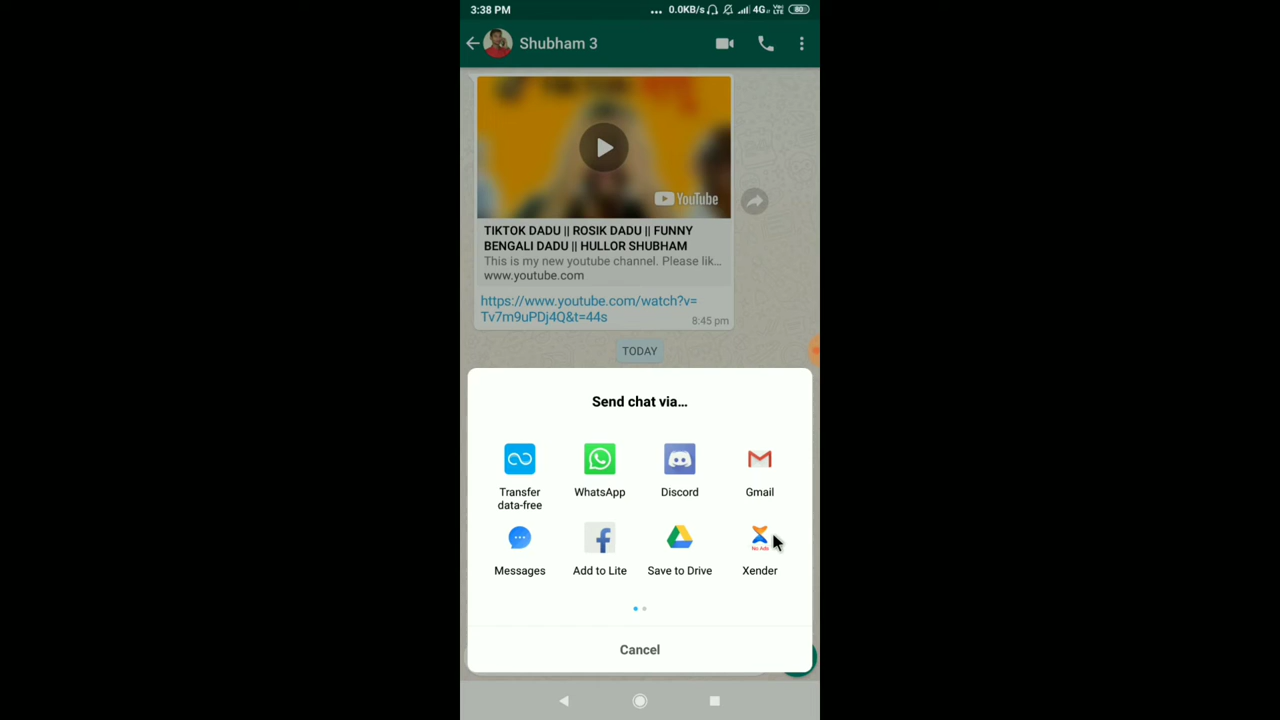 3:38 PM
... 0.0KB/s 4G 80
Shubham 3
YouTube
TIKTOK DADU || ROSIK DADU || FUNNY
BENGALI DADU || HULLOR SHUBHAM
This is my new youtube channel. Please lik...
www.youtube.com
https://www.youtube.com/watch?v=
Tv7m9uPDj4Q&t=44s
8:45 pm
TODAY
Send chat via...
Transfer
data-free
WhatsApp
Discord
Gmail
Messages
Add to Lite
Save to Drive
No Ads
Xender
Cancel